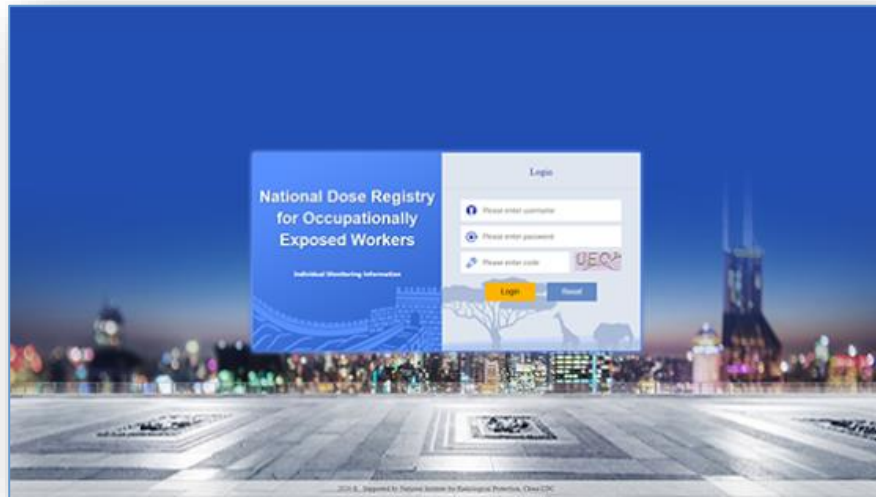 National Dose Registry
for Occupationally
Exposed Workers
Individual Monitoring Information
Login
Please enter username
Please enter password
Please enter code
Login
Reset
Supported by National Institute for Radiological Protection, China CDC